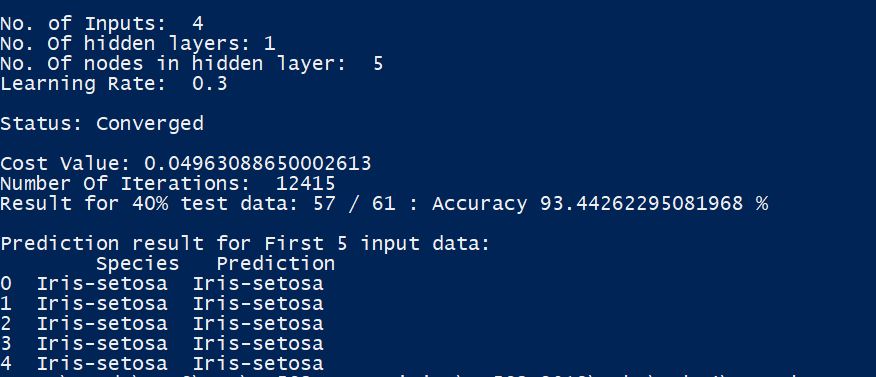 No. of Inputs:  4
No. Of hidden layers: 1
No. Of nodes in hidden layer:  5
Learning Rate:  0.3
Status: Converged
Cost Value: 0.04963088650002613
Number Of Iterations:  12415
Result for 40% test data: 57 / 61 : Accuracy 93.44262295081968 %
Prediction result for First 5 input data:
Species   Prediction
0  Iris-setosa  Iris-setosa
1  Iris-setosa  Iris-setosa
2  Iris-setosa  Iris-setosa
3  Iris-setosa  Iris-setosa
4  Iris-setosa  Iris-setosa